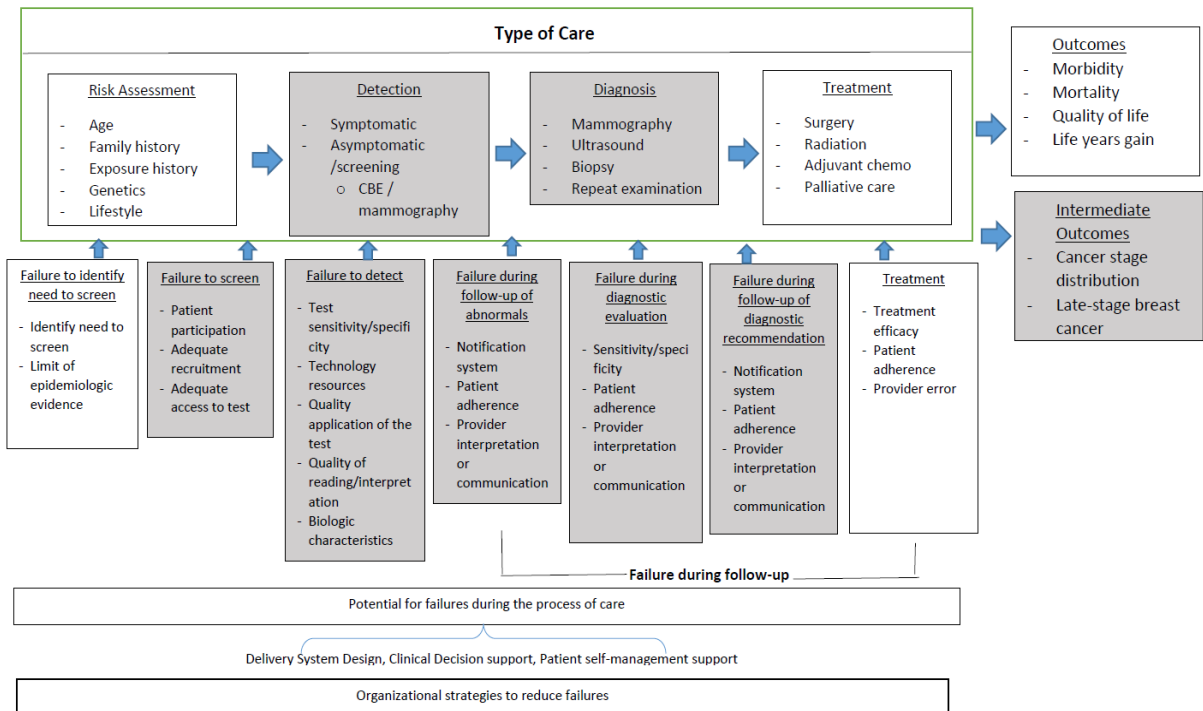 Type of Care
Risk Assessment
- Age
- Family history
- Exposure history
- Genetics
- Lifestyle
Detection
- Symptomatic
- Asymptomatic
/screening
o CBE /
mammography
Diagnosis
- Mammography
- Ultrasound
- Biopsy
- Repeat examination
Treatment
- Surgery
- Radiation
- Adjuvant chemo
- Palliative care
Outcomes
- Morbidity
- Mortality
- Quality of life
- Life years gain
Intermediate
Outcomes
- Cancer stage
distribution
- Late-stage breast
cancer
Failure to identify
need to screen
- Identify need to
screen
- Limit of
epidemiologic
evidence
Failure to screen
- Patient
participation
- Adequate
recruitment
- Adequate
access to test
Failure to detect
- Test
sensitivity/specifi
city
- Technology
resources
- Quality
application of the
test
- Quality of
reading/interpret
ation
- Biologic
characteristics
Failure during
follow-up of
abnormals
- Notification
system
- Patient
adherence
- Provider
interpretation
or
communication
Failure during
diagnostic
evaluation
- Sensitivity/speci
ficity
- Patient
adherence
- Provider
interpretation
or
communication
Failure during
follow-up of
diagnostic
recommendation
- Notification
system
- Patient
adherence
- Provider
interpretation
or
communication
Treatment
- Treatment
efficacy
- Patient
adherence
- Provider error
Failure during follow-up
Potential for failures during the process of care
Delivery System Design, Clinical Decision support, Patient self-management support
Organizational strategies to reduce failures